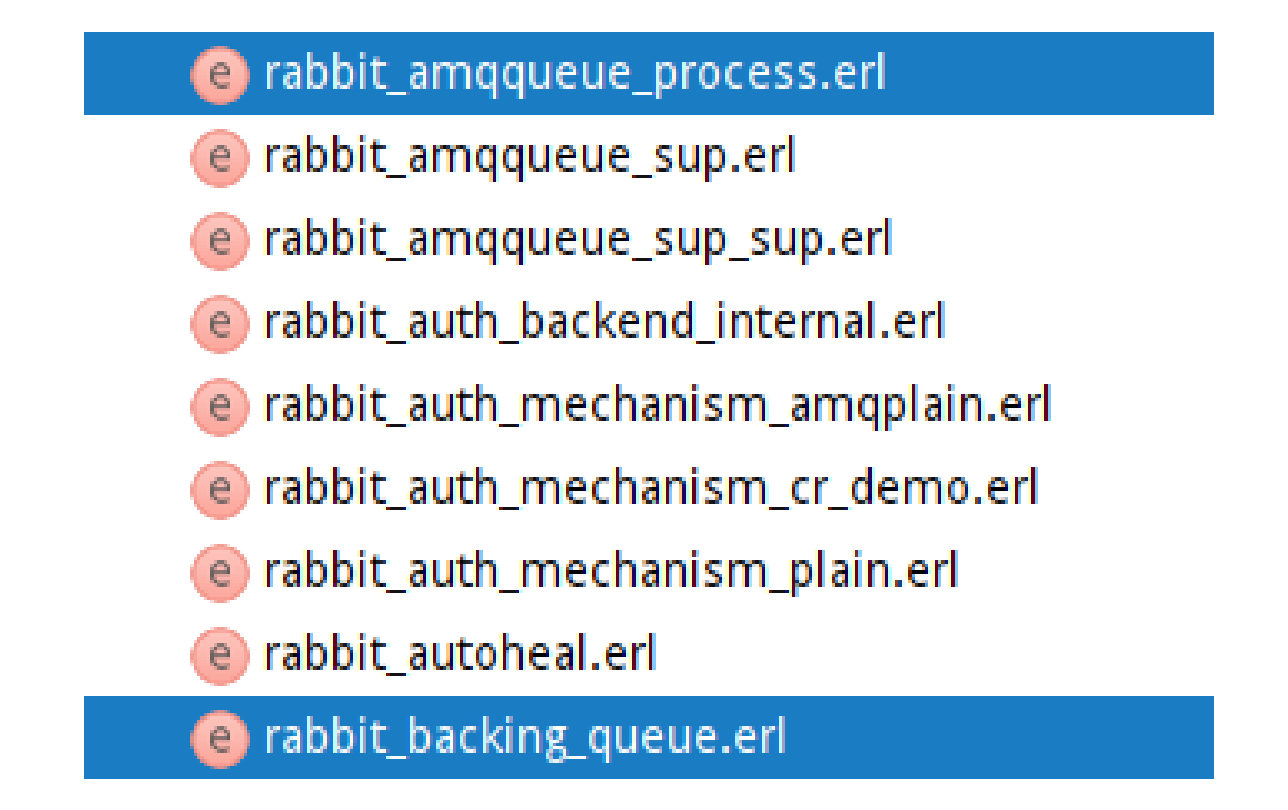 e rabbit_amqqueue_process.erl
e rabbit_amqqueue_sup.erl
e rabbit_amqqueue_sup_sup.erl
e rabbit_auth_backend_internal.erl
e rabbit_auth_mechanism_amqplain.erl
e rabbit_auth_mechanism_cr_demo.erl
e rabbit_auth_mechanism_plain.erl
e rabbit_autoheal.erl
e rabbit_backing_queue.erl